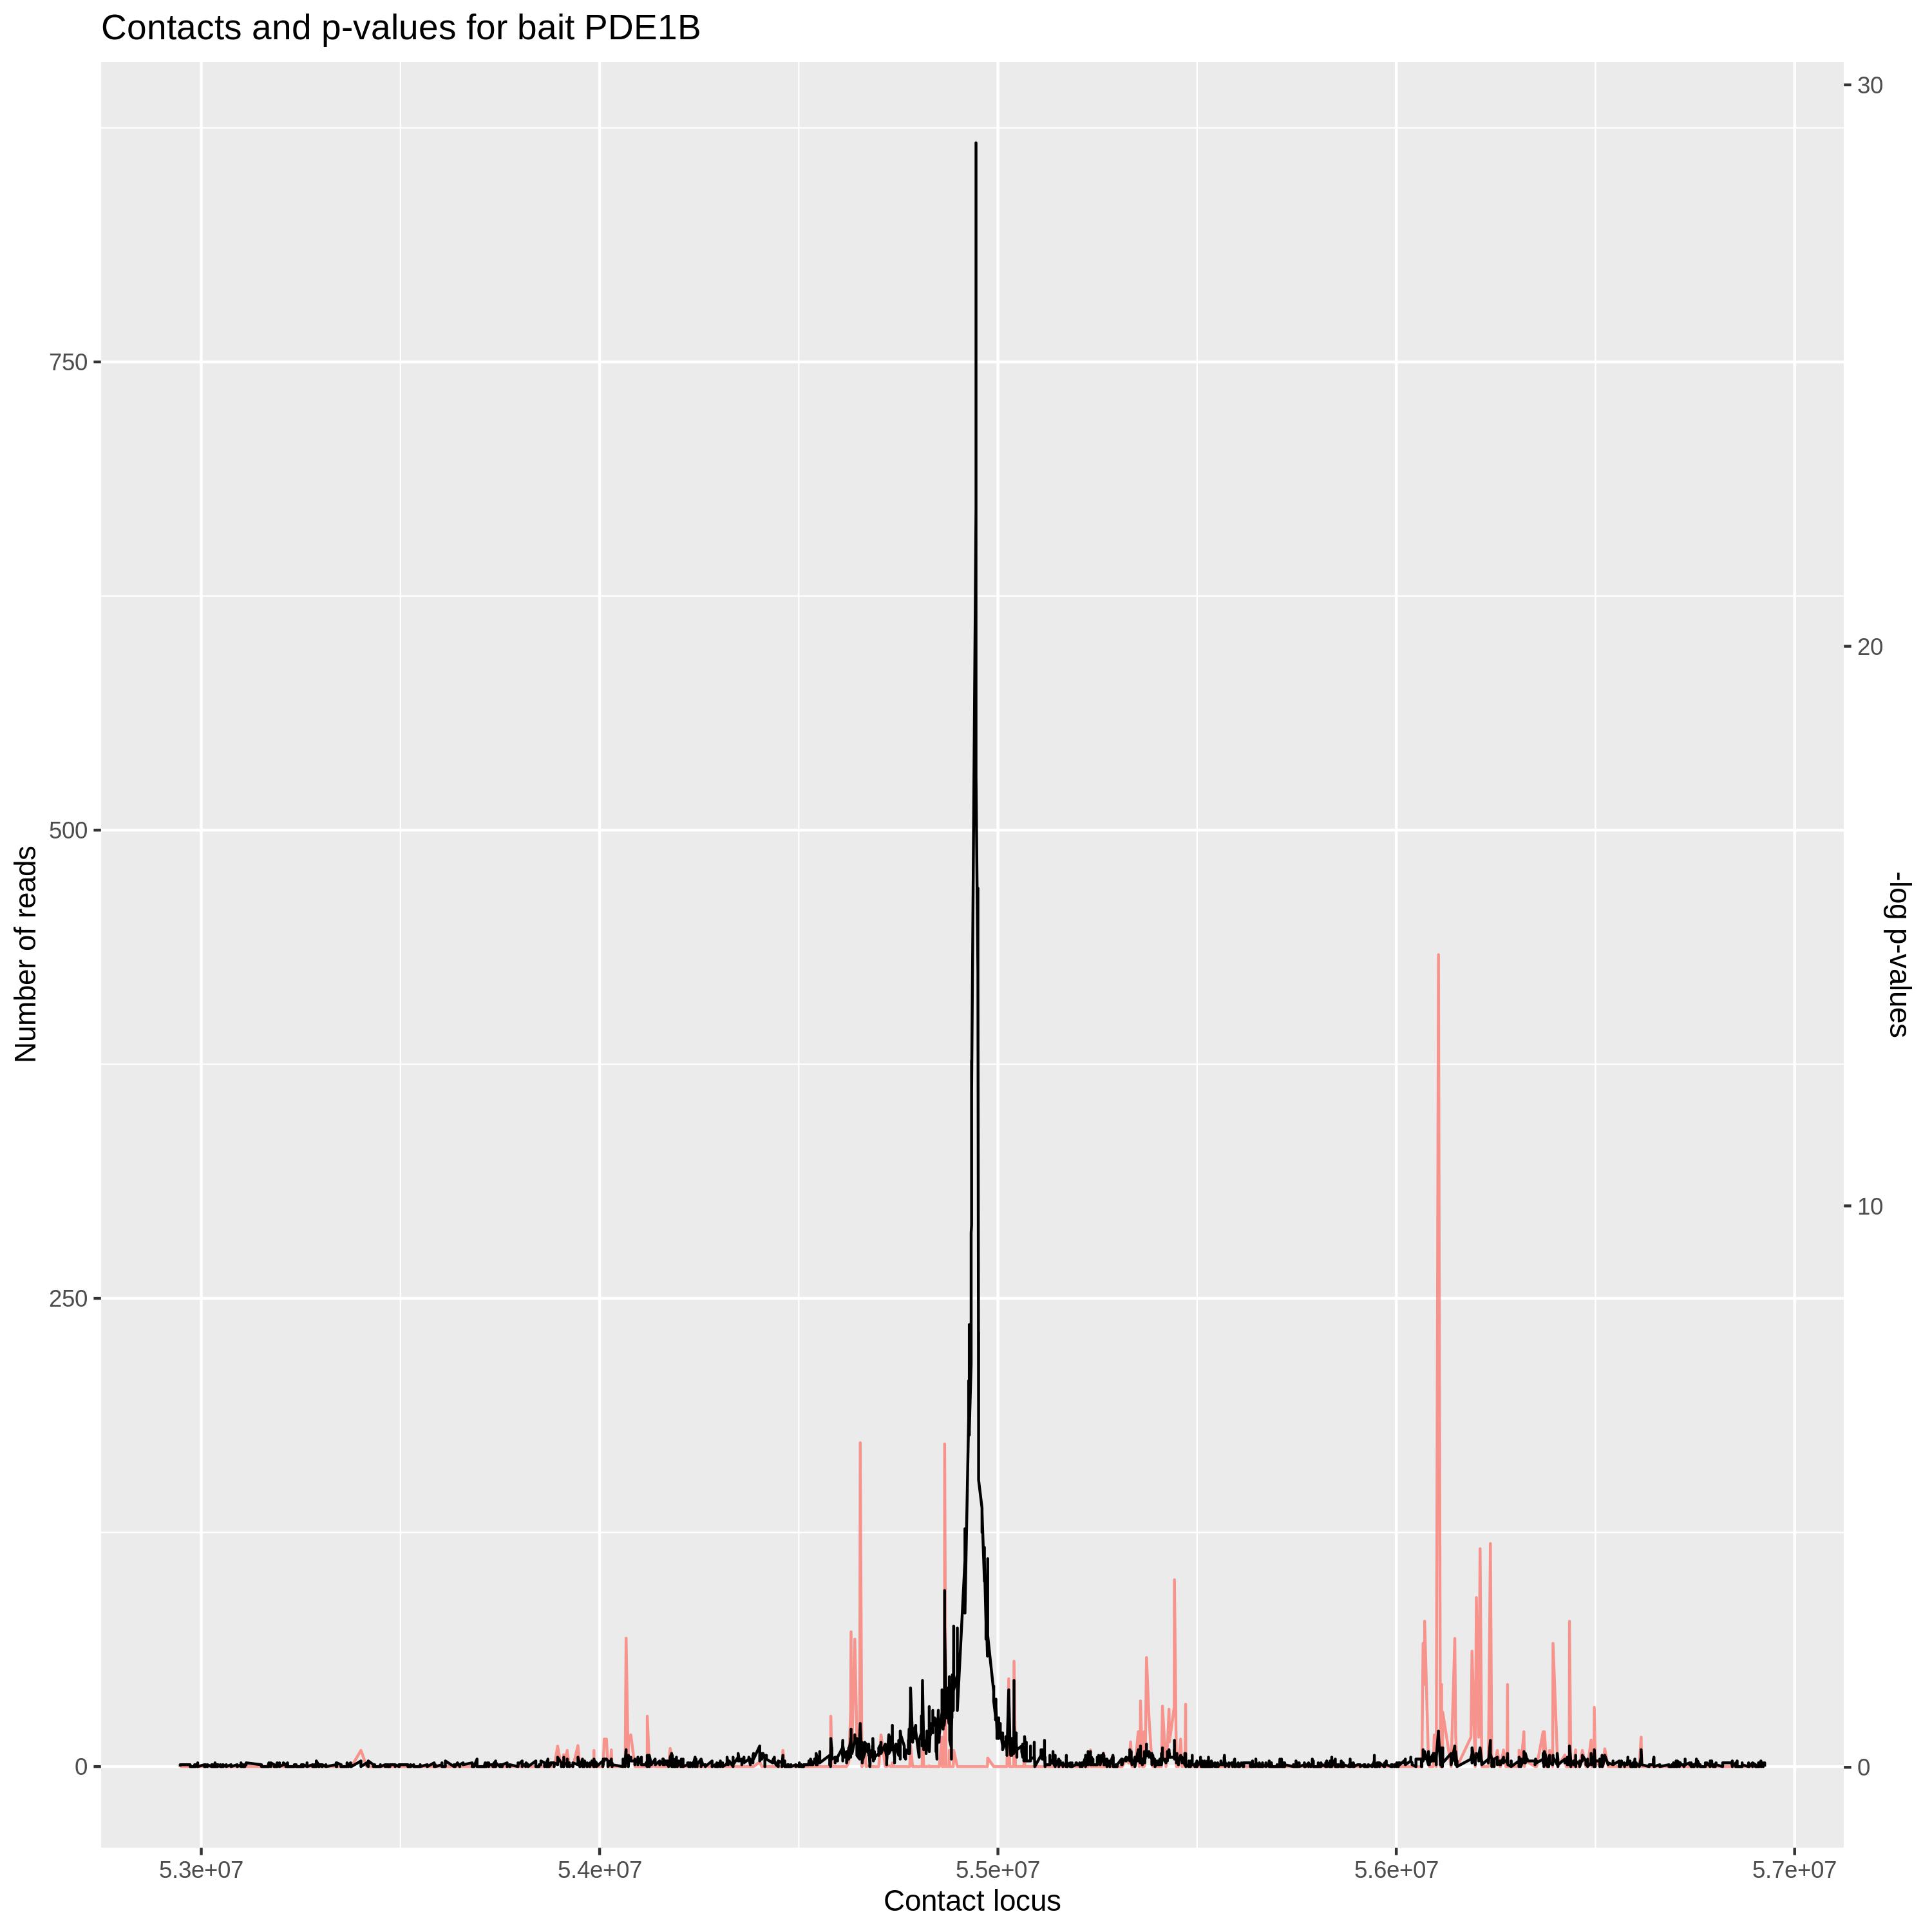 Contacts and p-values for bait PDE1B
30
750
20
500
Number of reads
-log p-values
10
250
0
0
5.3e+07
5.4e+07
5.5e+07
5.6e+07
5.7e+07
Contact locus